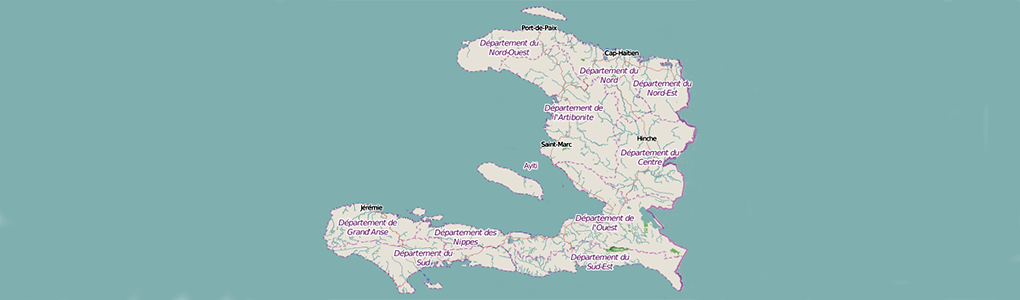 Port-de-Paix
Département du
Nord-Ouest
Cap-Haïtien
Département du
Nord
Département du
Nord-Est
Département de
l'Artibonite
Saint-Marc
Hinche
Département du
Centre
Ayiti
Jérémie
Département de
Grand'Anse
Département des
Nippes
Département du
Sud
Département de
l'Ouest
Département du
Sud-Est